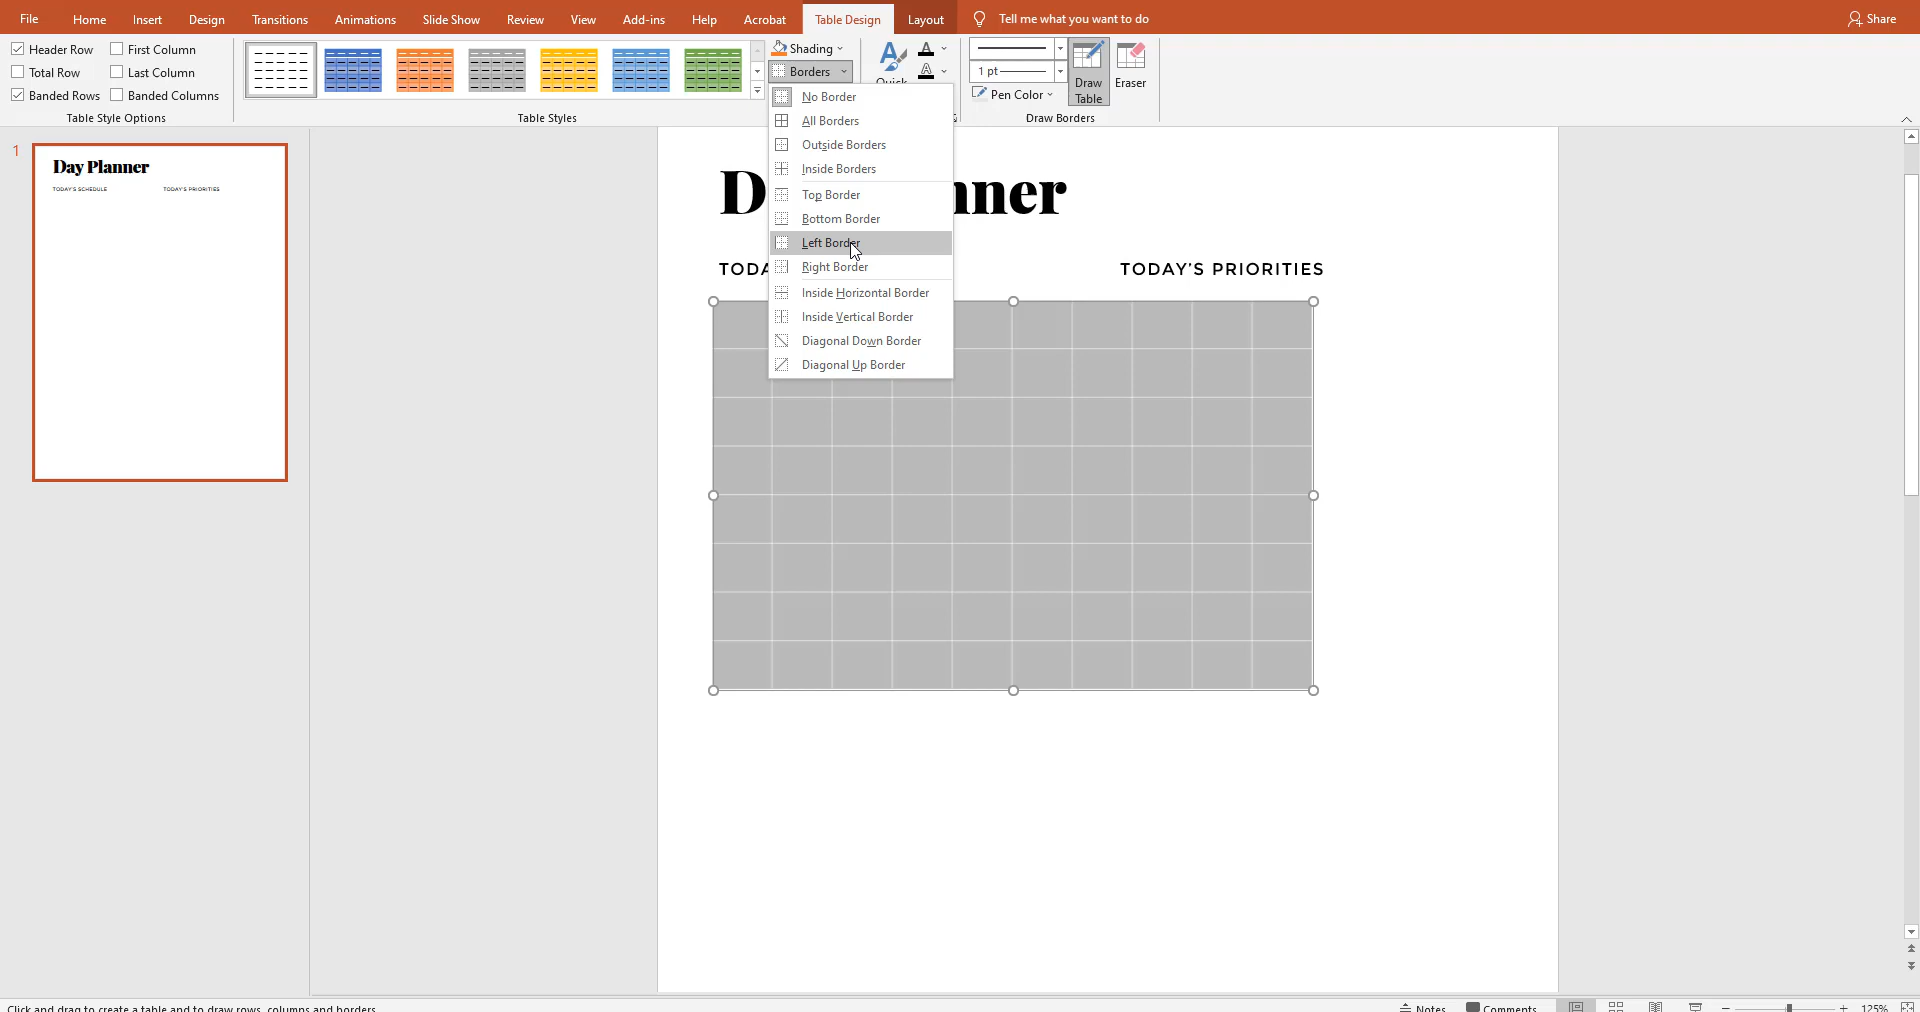 File Home Insert Design Transitions Animations Slide Show Review View Add-ins Help Acrobat Table Design Layout Tell me what you want to do Share
Header Row First Column
Total Row Last Column
Banded Rows Banded Columns
Table Style Options
Table Styles
Shading
Borders
1 pt
Pen Color
Draw Table
Eraser
Draw Borders
No Border
All Borders
Outside Borders
Inside Borders
Top Border
Bottom Border
Left Border
Right Border
Inside Horizontal Border
Inside Vertical Border
Diagonal Down Border
Diagonal Up Border
1
Day Planner
TODAY'S SCHEDULE TODAY'S PRIORITIES
TODAY'S PRIORITIES
Click and drag to create a table and to draw rows, columns and borders
Notes Comments 125%